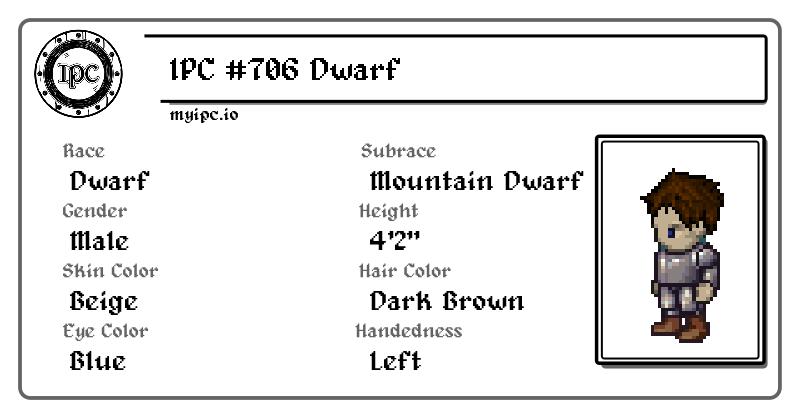 IPC
IPC #706 Dwarf
myipc.io
Race
Dwarf
Subrace
Mountain Dwarf
Gender
Male
Height
4'2"
Skin Color
Beige
Hair Color
Dark Brown
Eye Color
Blue
Handedness
Left